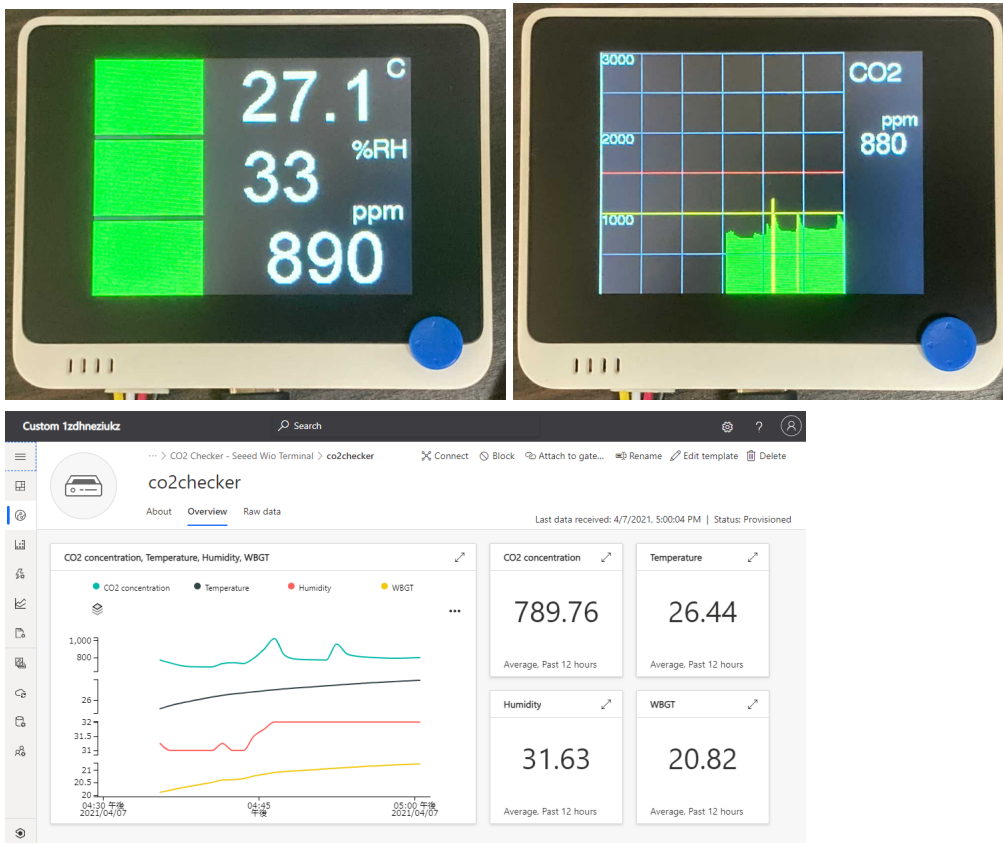 C
27.1
%RH
33
ppm
890
3000
CO2
ppm
2000
880
1000
Custom 1zdhneziukz
Search
?
··· > CO2 Checker - Seeed Wio Terminal > co2checker
Connect
Block
Attach to gate...
Rename
Edit template
Delete
co2checker
About
Overview
Raw data
Last data received: 4/7/2021, 5:00:04 PM | Status: Provisioned
CO2 concentration, Temperature, Humidity, WBGT
CO2 concentration
Temperature
Humidity
WBGT
1,000
800
26
32
31.5
31
21
20.5
20
04:30 午後
2021/04/07
04:45
午後
05:00 午後
2021/04/07
CO2 concentration
789.76
Average, Past 12 hours
Temperature
26.44
Average, Past 12 hours
Humidity
31.63
Average, Past 12 hours
WBGT
20.82
Average, Past 12 hours